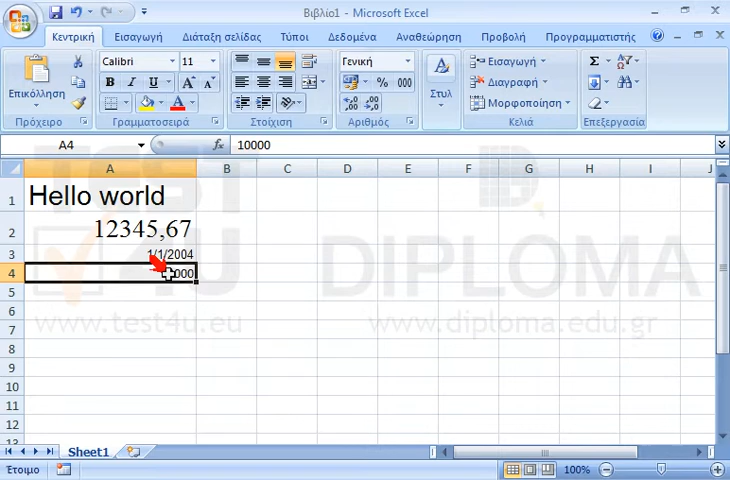 Βιβλίο1 - Microsoft Excel
Κεντρική Εισαγωγή Διάταξη σελίδας Τύποι Δεδομένα Αναθεώρηση Προβολή Προγραμματιστής
Επικόλληση
Calibri 11
B I U A A
Γενική
% 000
Στυλ
Εισαγωγή
Διαγραφή
Μορφοποίηση
Σ
Πρόχειρο Γραμματοσειρά Στοίχιση Αριθμός Κελιά Επεξεργασία
A4 fx 10000
A B C D E F G H I J
1 Hello world
2 12345,67
3 1/1/2004
4
5
6
7
8
9
10
11
12
13
TEST4U DIPLOMA
www.test4u.eu www.diploma.edu.gr
Sheet1
Έτοιμο 100%